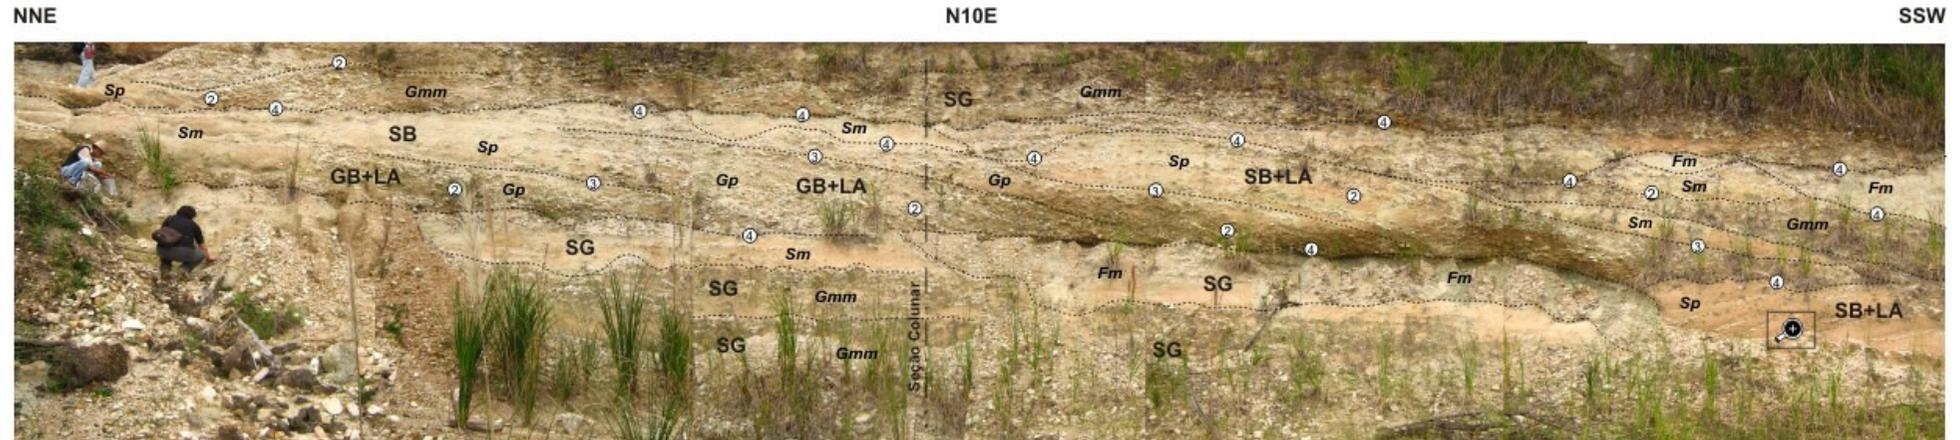 NNE N10E SSW
2
Sp 2 Gmm SG Gmm
4 4 4 4
Sm SB Sm 4 4
Sp 3 4 Sp Fm 4
GB+LA 2 Gp 3 Gp GB+LA Gp 3 SB+LA 2 4 2 Sm Fm
2 4
4 SG Sm 2 4 Sm 3 Gmm
SG Gmm Fm SG Fm 4
Sp SB+LA
SG Gmm SG
Seção Colunar